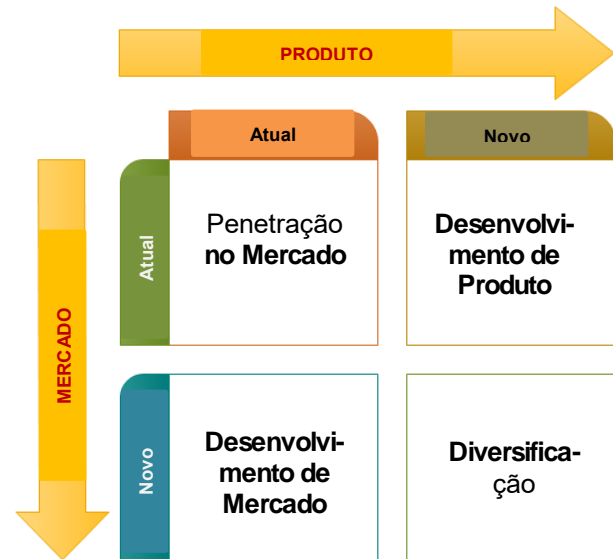 PRODUTO
Atual
Novo
MERCADO
Atual
Penetração
no Mercado
Desenvolvi-
mento de
Produto
Novo
Desenvolvi-
mento de
Mercado
Diversifica-
ção